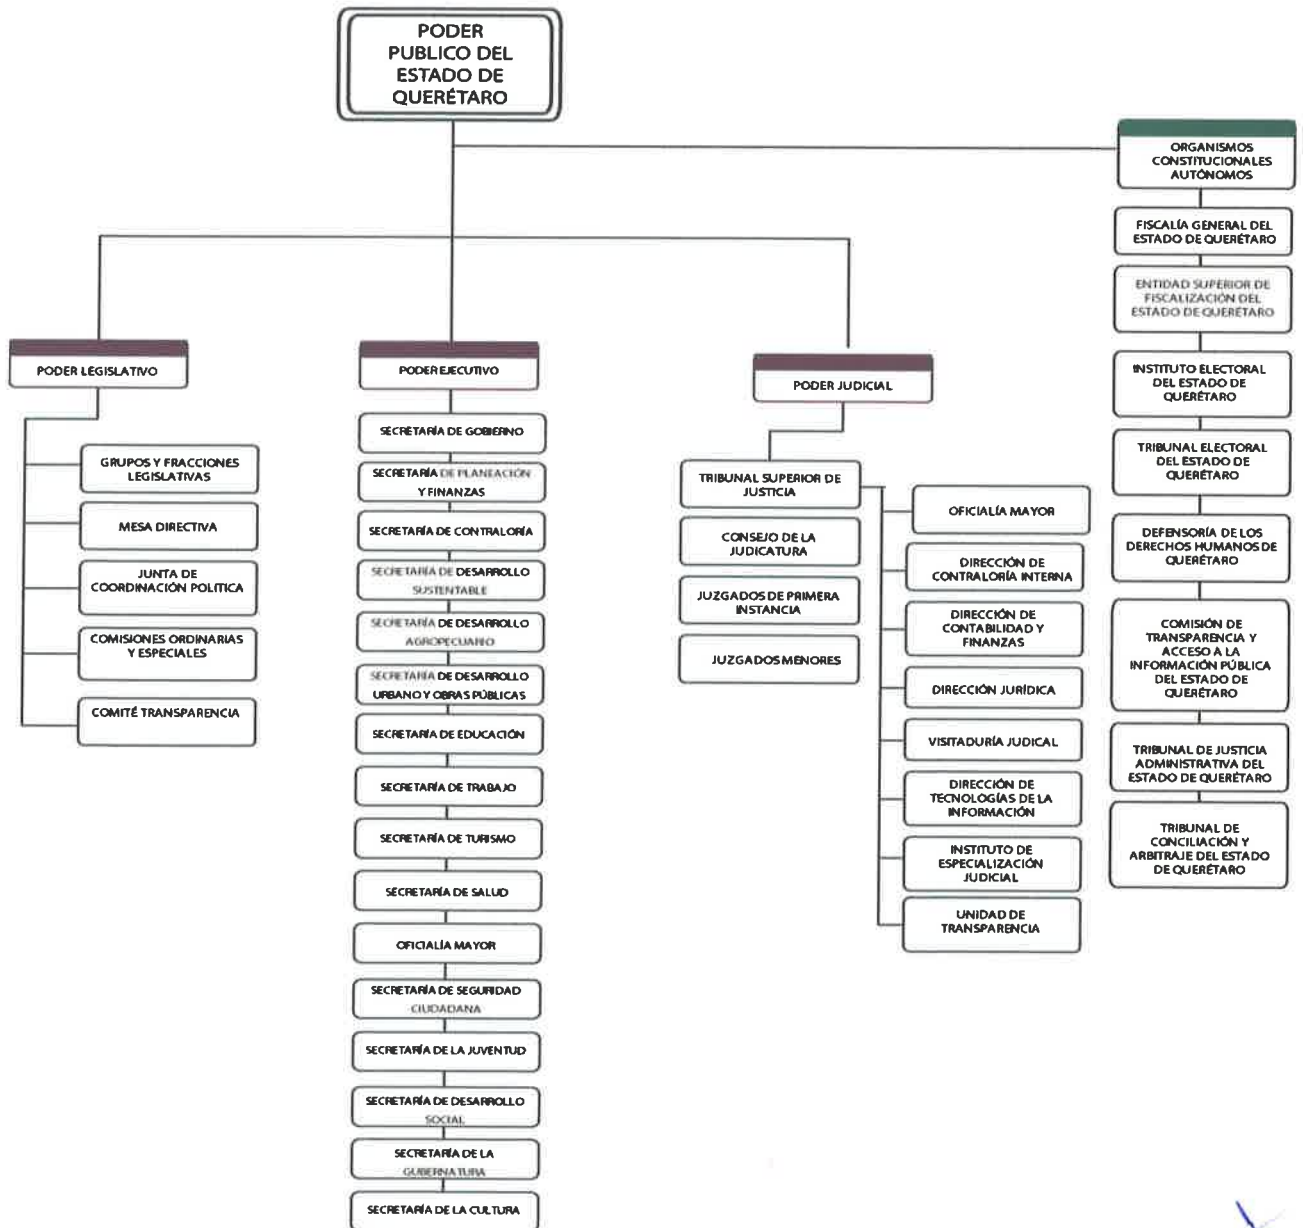 PODER
PUBLICO DEL
ESTADO DE
QUERÉTARO
ORGANISMOS
CONSTITUCIONALES
AUTÓNOMOS
FISCALÍA GENERAL DEL
ESTADO DE QUERÉTARO
ENTIDAD SUPERIOR DE
FISCALIZACIÓN DEL
ESTADO DE QUERÉTARO
INSTITUTO ELECTORAL
DEL ESTADO DE
QUERÉTARO
TRIBUNAL ELECTORAL
DEL ESTADO DE
QUERÉTARO
DEFENSORÍA DE LOS
DERECHOS HUMANOS DE
QUERÉTARO
COMISIÓN DE
TRANSPARENCIA Y
ACCESO A LA
INFORMACIÓN PÚBLICA
DEL ESTADO DE
QUERÉTARO
TRIBUNAL DE JUSTICIA
ADMINISTRATIVA DEL
ESTADO DE QUERÉTARO
TRIBUNAL DE
CONCILIACIÓN Y
ARBITRAJE DEL ESTADO
DE QUERÉTARO
PODER LEGISLATIVO
GRUPOS Y FRACCIONES
LEGISLATIVAS
MESA DIRECTIVA
JUNTA DE
COORDINACIÓN POLITICA
COMISIONES ORDINARIAS
Y ESPECIALES
COMITÉ TRANSPARENCIA
PODER EJECUTIVO
SECRETARÍA DE GOBIERNO
SECRETARÍA DE PLANEACIÓN
Y FINANZAS
SECRETARÍA DE CONTRALORÍA
SECRETARÍA DE DESARROLLO
SUSTENTABLE
SECRETARÍA DE DESARROLLO
AGROPECUARIO
SECRETARÍA DE DESARROLLO
URBANO Y OBRAS PÚBLICAS
SECRETARÍA DE EDUCACIÓN
SECRETARÍA DE TRABAJO
SECRETARÍA DE TURISMO
SECRETARÍA DE SALUD
OFICIALÍA MAYOR
SECRETARÍA DE SEGURIDAD
CIUDADANA
SECRETARÍA DE LA JUVENTUD
SECRETARÍA DE DESARROLLO
SOCIAL
SECRETARÍA DE LA
GUBERNATURA
SECRETARÍA DE LA CULTURA
PODER JUDICIAL
TRIBUNAL SUPERIOR DE
JUSTICIA
CONSEJO DE LA
JUDICATURA
JUZGADOS DE PRIMERA
INSTANCIA
JUZGADOS MENORES
OFICIALÍA MAYOR
DIRECCIÓN DE
CONTRALORÍA INTERNA
DIRECCIÓN DE
CONTABILIDAD Y
FINANZAS
DIRECCIÓN JURÍDICA
VISITADURÍA JUDICAL
DIRECCIÓN DE
TECNOLOGÍAS DE LA
INFORMACIÓN
INSTITUTO DE
ESPECIALIZACIÓN
JUDICIAL
UNIDAD DE
TRANSPARENCIA